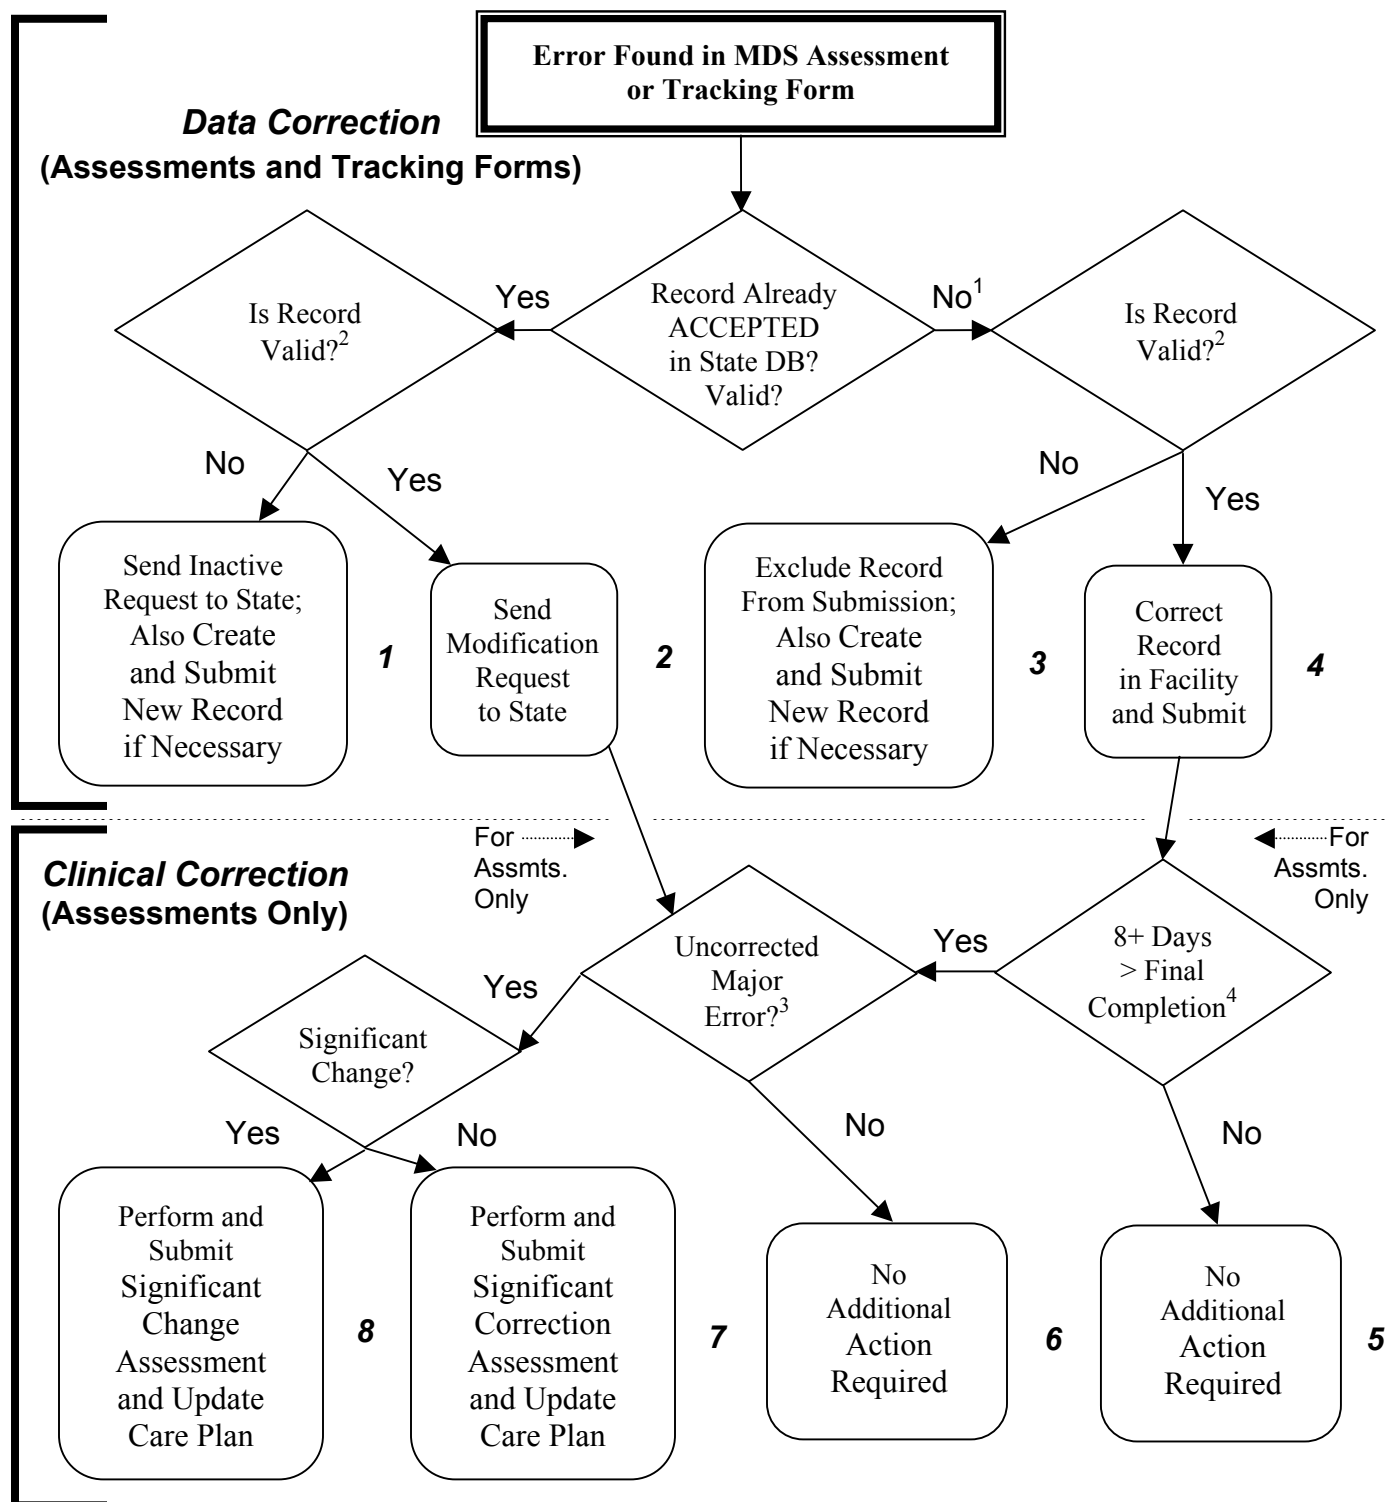 Error Found in MDS Assessment
or Tracking Form
Data Correction
(Assessments and Tracking Forms)
Is Record
Valid?2
Yes
Record Already
ACCEPTED
in State DB?
Valid?
No1
Is Record
Valid?2
No
Yes
No
Yes
Send Inactive
Request to State;
Also Create
and Submit
New Record
if Necessary
1
Send
Modification
Request
to State
2
Exclude Record
From Submission;
Also Create
and Submit
New Record
if Necessary
3
Correct
Record
in Facility
and Submit
4
For
Assmts.
Only
For
Assmts.
Only
Clinical Correction
(Assessments Only)
Significant
Change?
Yes
Uncorrected
Major
Error?3
Yes
8+ Days
> Final
Completion4
Yes
No
No
No
Perform and
Submit
Significant
Change
Assessment
and Update
Care Plan
8
Perform and
Submit
Significant
Correction
Assessment
and Update
Care Plan
7
No
Additional
Action
Required
6
No
Additional
Action
Required
5